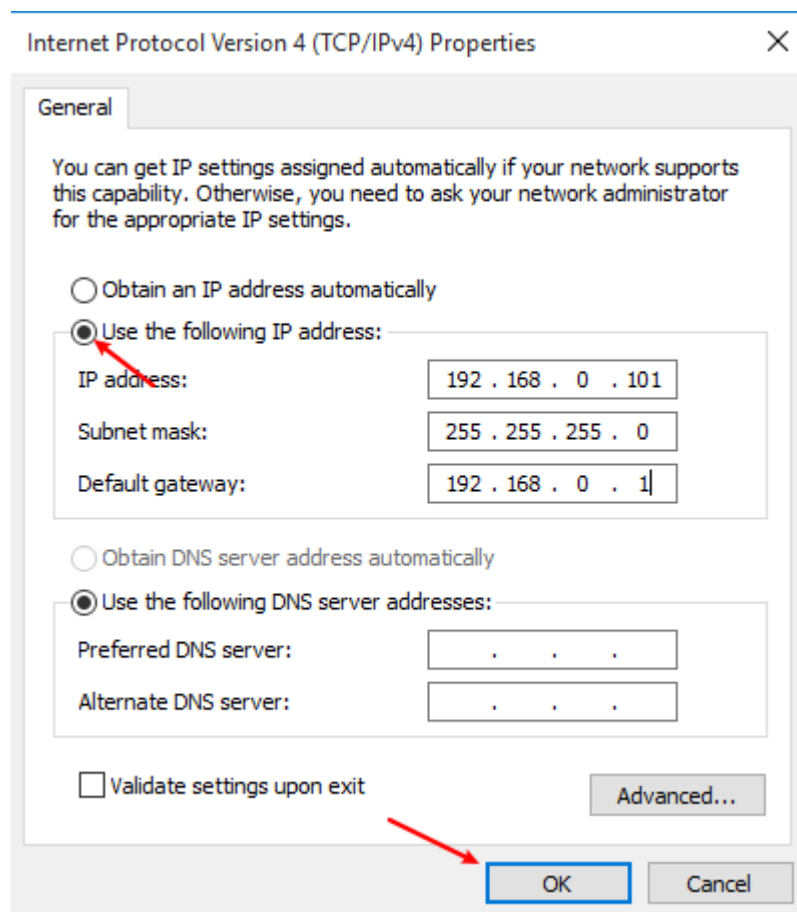 Internet Protocol Version 4 (TCP/IPv4) Properties
General
You can get IP settings assigned automatically if your network supports
this capability. Otherwise, you need to ask your network administrator
for the appropriate IP settings.
Obtain an IP address automatically
Use the following IP address:
IP address: 192 . 168 . 0 . 101
Subnet mask: 255 . 255 . 255 . 0
Default gateway: 192 . 168 . 0 . 1
Obtain DNS server address automatically
Use the following DNS server addresses:
Preferred DNS server: . . .
Alternate DNS server: . . .
Validate settings upon exit
Advanced...
OK Cancel